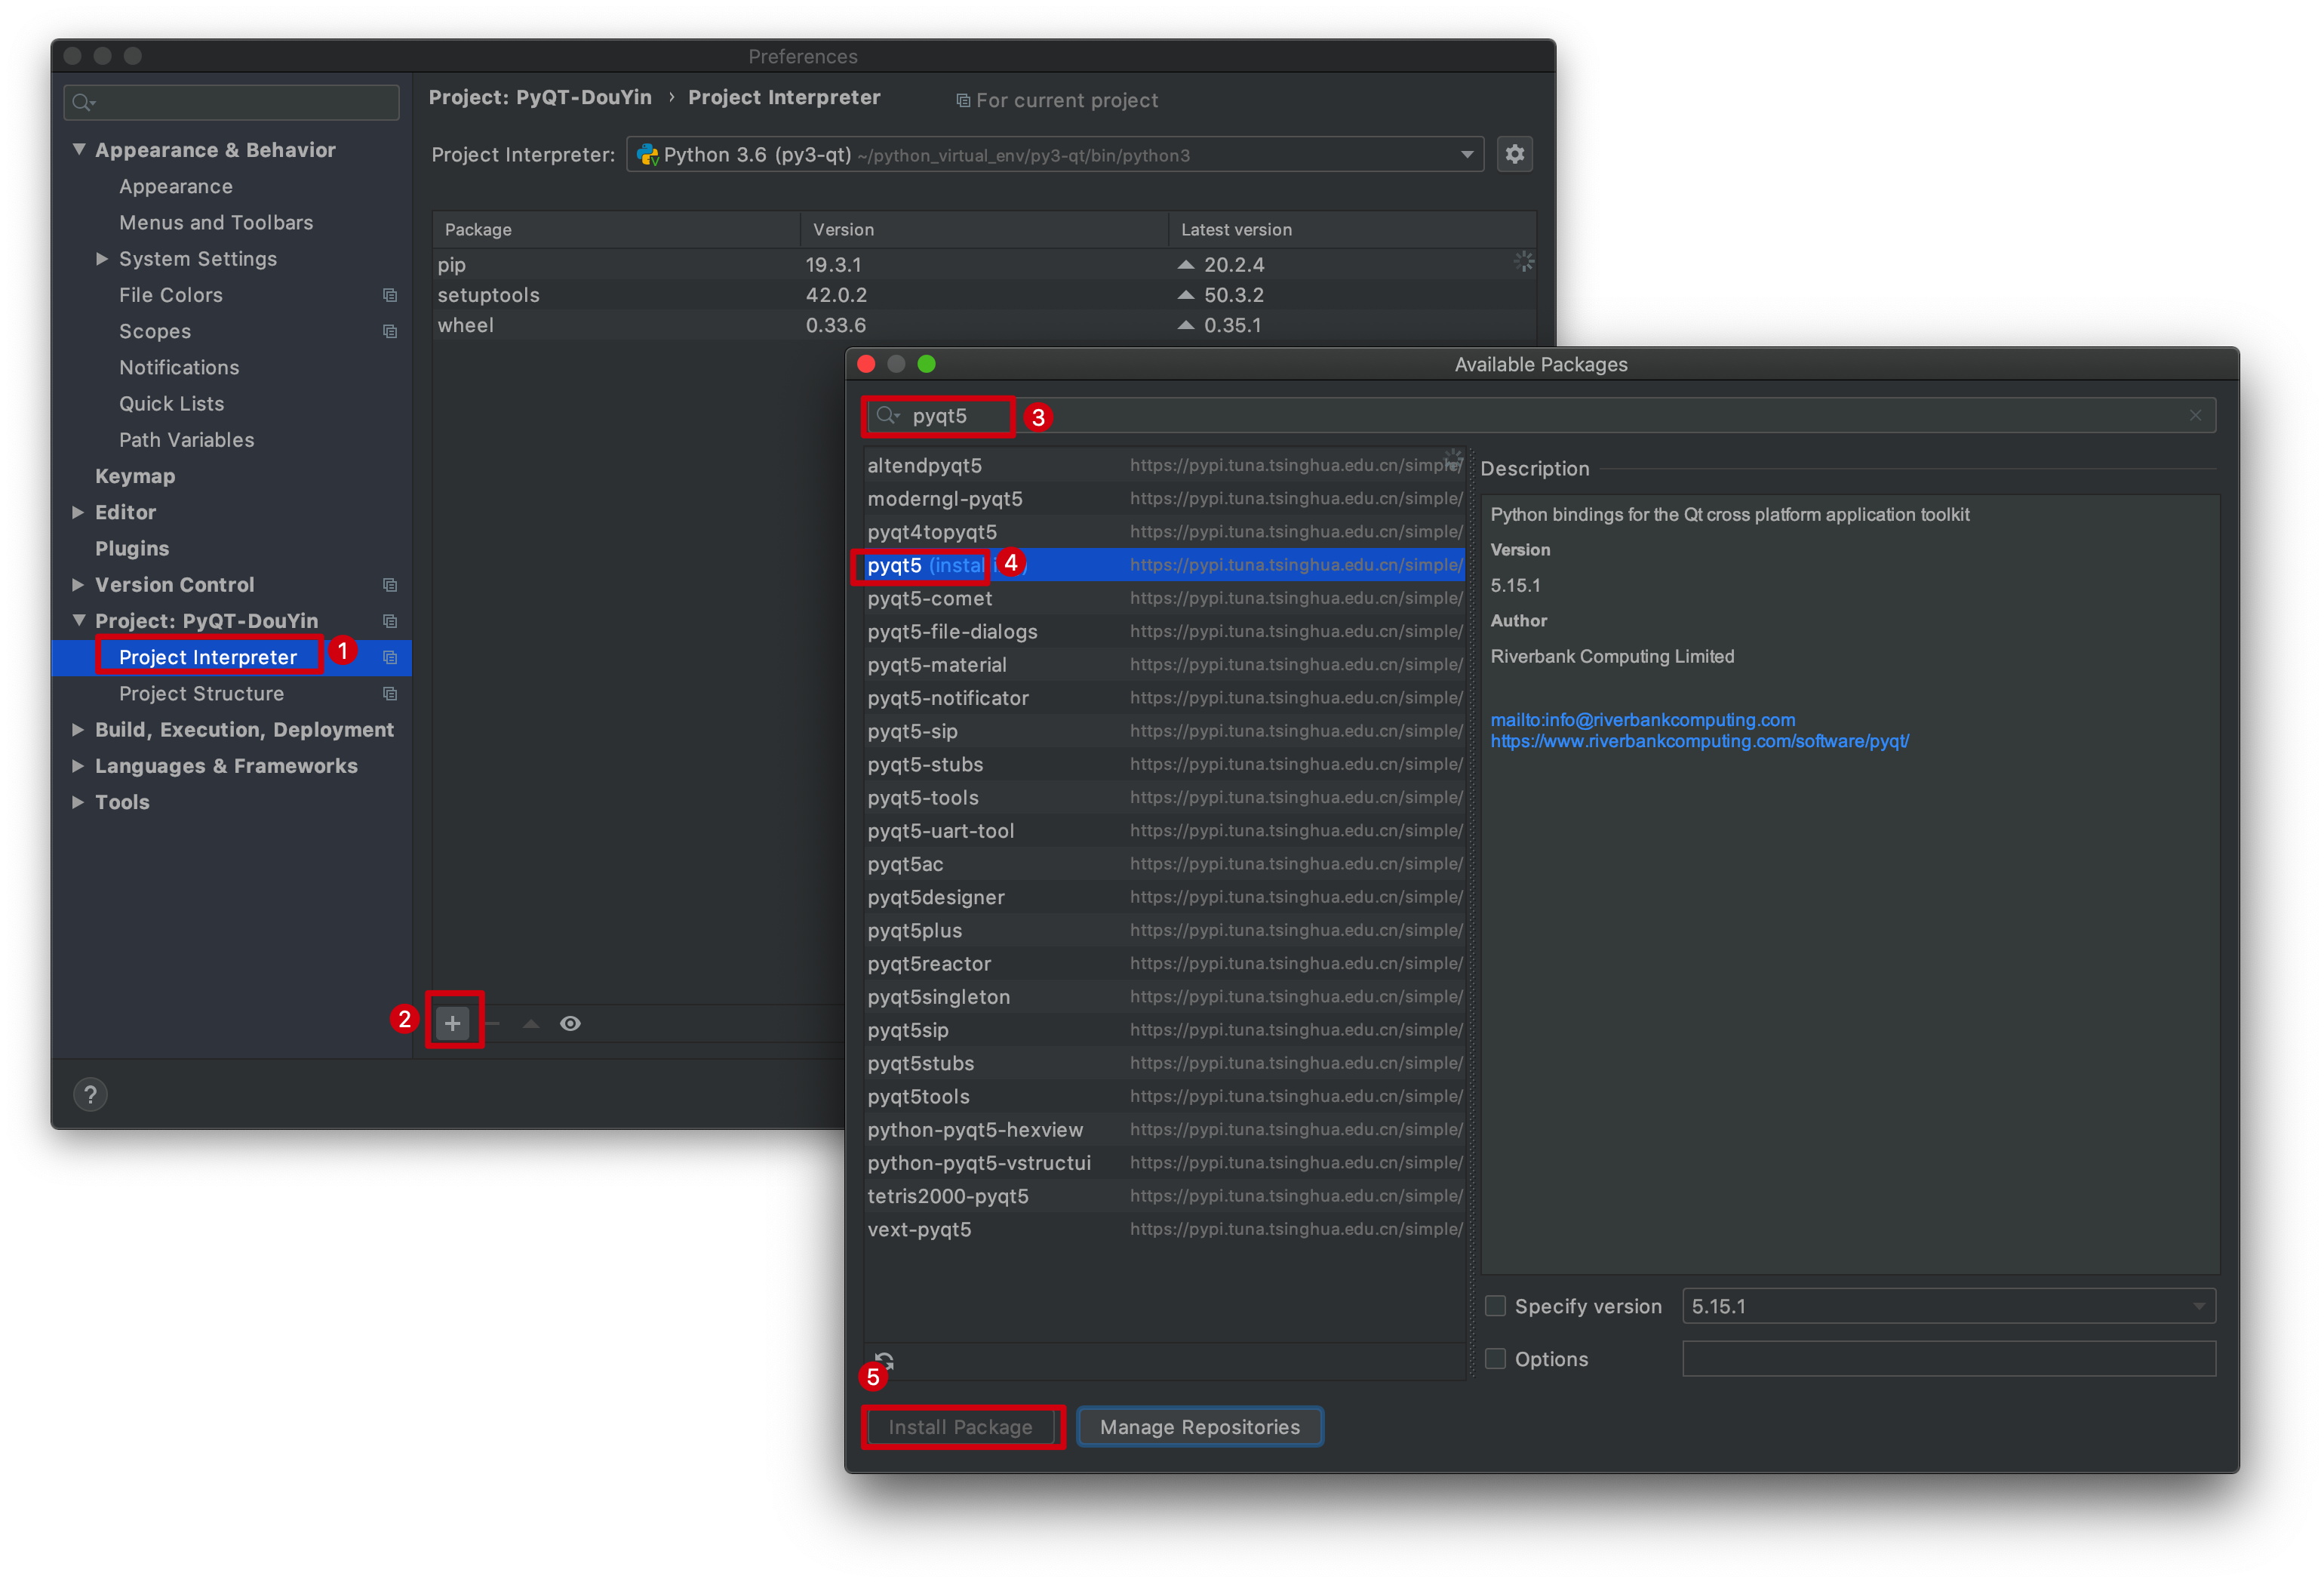 Preferences
Project: PyQT-DouYin › Project Interpreter
For current project
Project Interpreter: Python 3.6 (py3-qt) ~/python_virtual_env/py3-qt/bin/python3
Appearance & Behavior
Appearance
Menus and Toolbars
System Settings
File Colors
Scopes
Notifications
Quick Lists
Path Variables
Keymap
Editor
Plugins
Version Control
Project: PyQT-DouYin
Project Interpreter 1
Project Structure
Build, Execution, Deployment
Languages & Frameworks
Tools
Package Version Latest version
pip 19.3.1 20.2.4
setuptools 42.0.2 50.3.2
wheel 0.33.6 0.35.1
2 +
?
Available Packages
pyqt5 3
altendpyqt5 https://pypi.tuna.tsinghua.edu.cn/simple/
moderngl-pyqt5 https://pypi.tuna.tsinghua.edu.cn/simple/
pyqt4topyqt5 https://pypi.tuna.tsinghua.edu.cn/simple/
pyqt5 4 https://pypi.tuna.tsinghua.edu.cn/simple/
pyqt5-comet https://pypi.tuna.tsinghua.edu.cn/simple/
pyqt5-file-dialogs https://pypi.tuna.tsinghua.edu.cn/simple/
pyqt5-material https://pypi.tuna.tsinghua.edu.cn/simple/
pyqt5-notificator https://pypi.tuna.tsinghua.edu.cn/simple/
pyqt5-sip https://pypi.tuna.tsinghua.edu.cn/simple/
pyqt5-stubs https://pypi.tuna.tsinghua.edu.cn/simple/
pyqt5-tools https://pypi.tuna.tsinghua.edu.cn/simple/
pyqt5-uart-tool https://pypi.tuna.tsinghua.edu.cn/simple/
pyqt5ac https://pypi.tuna.tsinghua.edu.cn/simple/
pyqt5designer https://pypi.tuna.tsinghua.edu.cn/simple/
pyqt5plus https://pypi.tuna.tsinghua.edu.cn/simple/
pyqt5reactor https://pypi.tuna.tsinghua.edu.cn/simple/
pyqt5singleton https://pypi.tuna.tsinghua.edu.cn/simple/
pyqt5sip https://pypi.tuna.tsinghua.edu.cn/simple/
pyqt5stubs https://pypi.tuna.tsinghua.edu.cn/simple/
pyqt5tools https://pypi.tuna.tsinghua.edu.cn/simple/
python-pyqt5-hexview https://pypi.tuna.tsinghua.edu.cn/simple/
python-pyqt5-vstructui https://pypi.tuna.tsinghua.edu.cn/simple/
tetris2000-pyqt5 https://pypi.tuna.tsinghua.edu.cn/simple/
vext-pyqt5 https://pypi.tuna.tsinghua.edu.cn/simple/
Description
Python bindings for the Qt cross platform application toolkit
Version
5.15.1
Author
Riverbank Computing Limited
mailto:info@riverbankcomputing.com
https://www.riverbankcomputing.com/software/pyqt/
Specify version 5.15.1
Options
5
Install Package
Manage Repositories